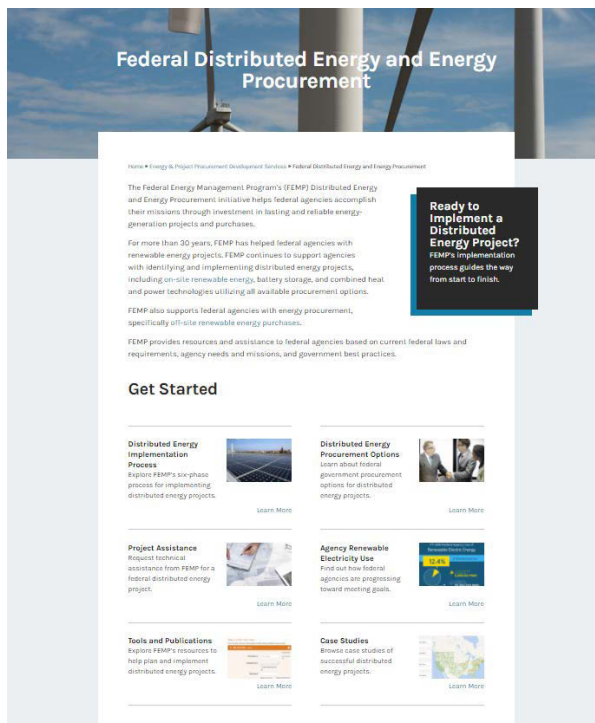 Federal Distributed Energy and Energy
Procurement
Home • Energy & Project Procurement Development Services • Federal Distributed Energy and Energy Procurement
The Federal Energy Management Program's (FEMP) Distributed Energy
and Energy Procurement initiative helps federal agencies accomplish
their missions through investment in lasting and reliable energy-
generation projects and purchases.
For more than 30 years, FEMP has helped federal agencies with
renewable energy projects. FEMP continues to support agencies
with identifying and implementing distributed energy projects,
including on-site renewable energy, battery storage, and combined heat
and power technologies utilizing all available procurement options.
FEMP also supports federal agencies with energy procurement,
specifically off-site renewable energy purchases.
FEMP provides resources and assistance to federal agencies based on current federal laws and
requirements, agency needs and missions, and government best practices.
Ready to
Implement a
Distributed
Energy Project?
FEMP's implementation
process guides the way
from start to finish.
Get Started
Distributed Energy
Implementation
Process
Explore FEMP's six-phase
process for implementing
distributed energy projects.
Learn More
Distributed Energy
Procurement Options
Learn about federal
government procurement
options for distributed
energy projects.
Learn More
Project Assistance
Request technical
assistance from FEMP for a
federal distributed energy
project.
Learn More
Agency Renewable
Electricity Use
Find out how federal
agencies are progressing
toward meeting goals.
Renewable Electric Energy
12.4%
Learn More
Tools and Publications
Explore FEMP's resources to
help plan and implement
distributed energy projects.
Learn More
Case Studies
Browse case studies of
successful distributed
energy projects.
Learn More